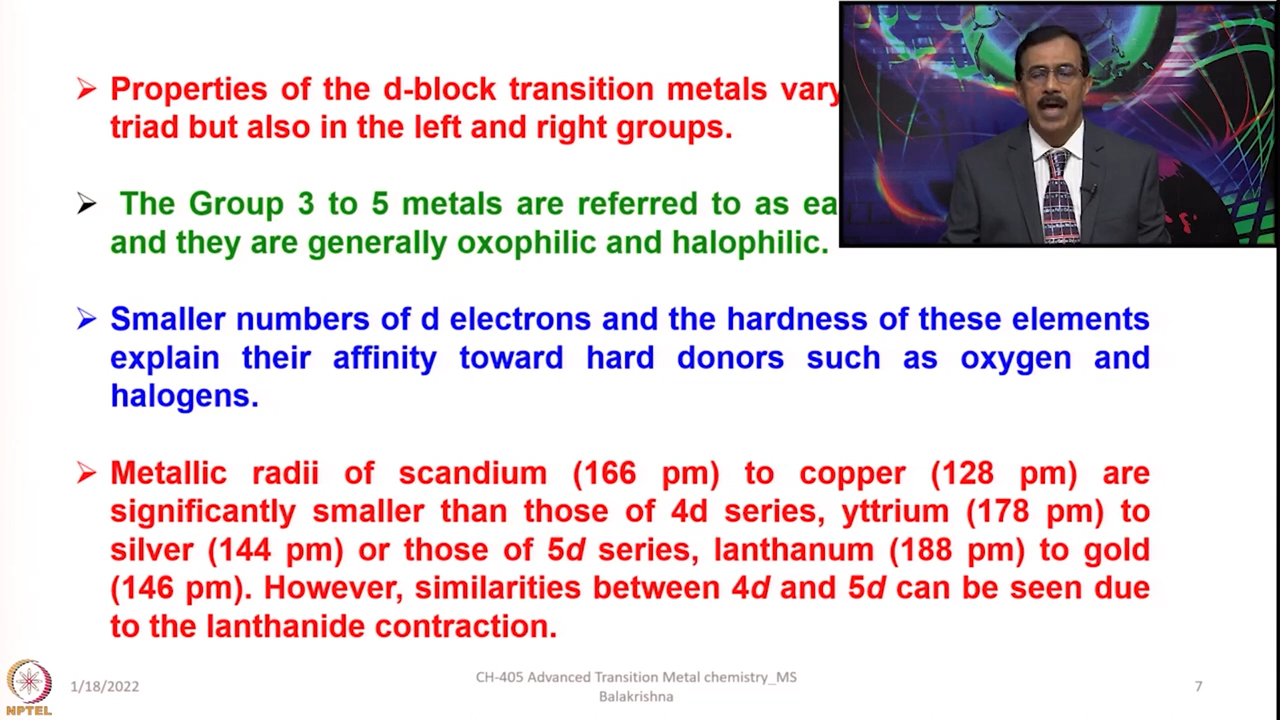 Properties of the d-block transition metals vary
triad but also in the left and right groups.
The Group 3 to 5 metals are referred to as ea
and they are generally oxophilic and halophilic.
Smaller numbers of d electrons and the hardness of these elements
explain their affinity toward hard donors such as oxygen and
halogens.
Metallic radii of scandium (166 pm) to copper (128 pm) are
significantly smaller than those of 4d series, yttrium (178 pm) to
silver (144 pm) or those of 5d series, lanthanum (188 pm) to gold
(146 pm). However, similarities between 4d and 5d can be seen due
to the lanthanide contraction.
NPTEL
1/18/2022
CH-405 Advanced Transition Metal chemistry_MS
Balakrishna
7